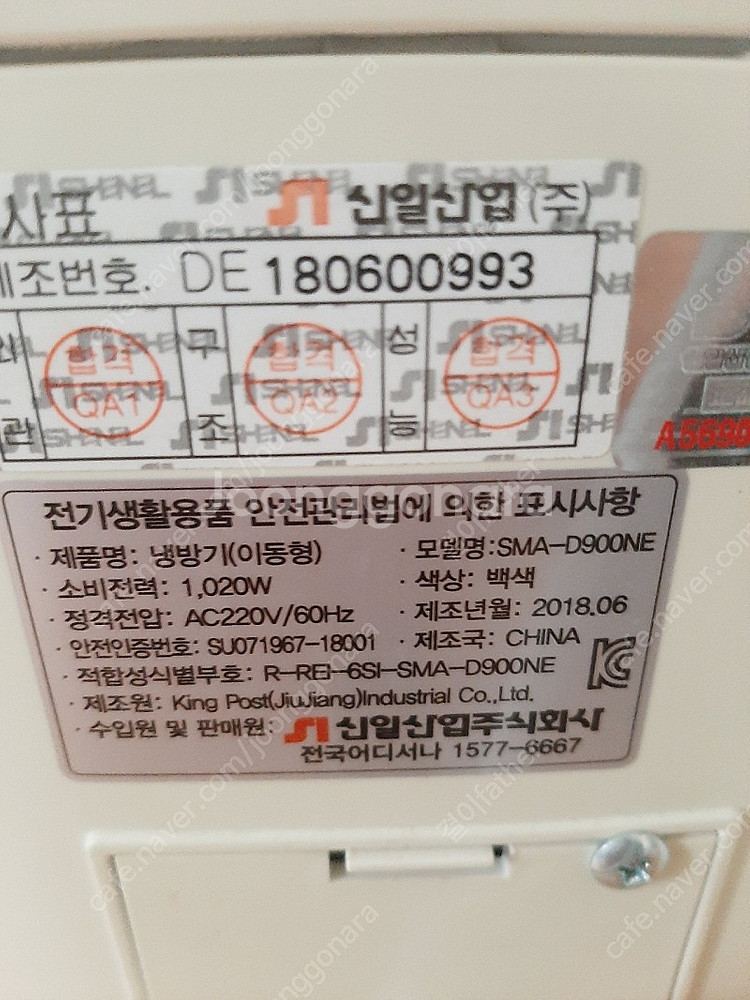 사표 신일산업(주)
제조번호. DE 180600993
외관 합격 QA1 구조 합격 QA2 성능 합격 QA3
A5690
전기생활용품 안전관리법에 의한 표시사항
· 제품명: 냉방기(이동형) · 모델명:SMA-D900NE
· 소비전력: 1,020W · 색상: 백색
· 정격전압: AC220V/60Hz · 제조년월: 2018.06
· 안전인증번호: SU071967-18001 · 제조국: CHINA
· 적합성식별부호: R-REI-6SI-SMA-D900NE
· 제조원: King Post(JiuJiang)Industrial Co.,Ltd.
· 수입원 및 판매원: 신일산업주식회사
전국어디서나 1577-6667